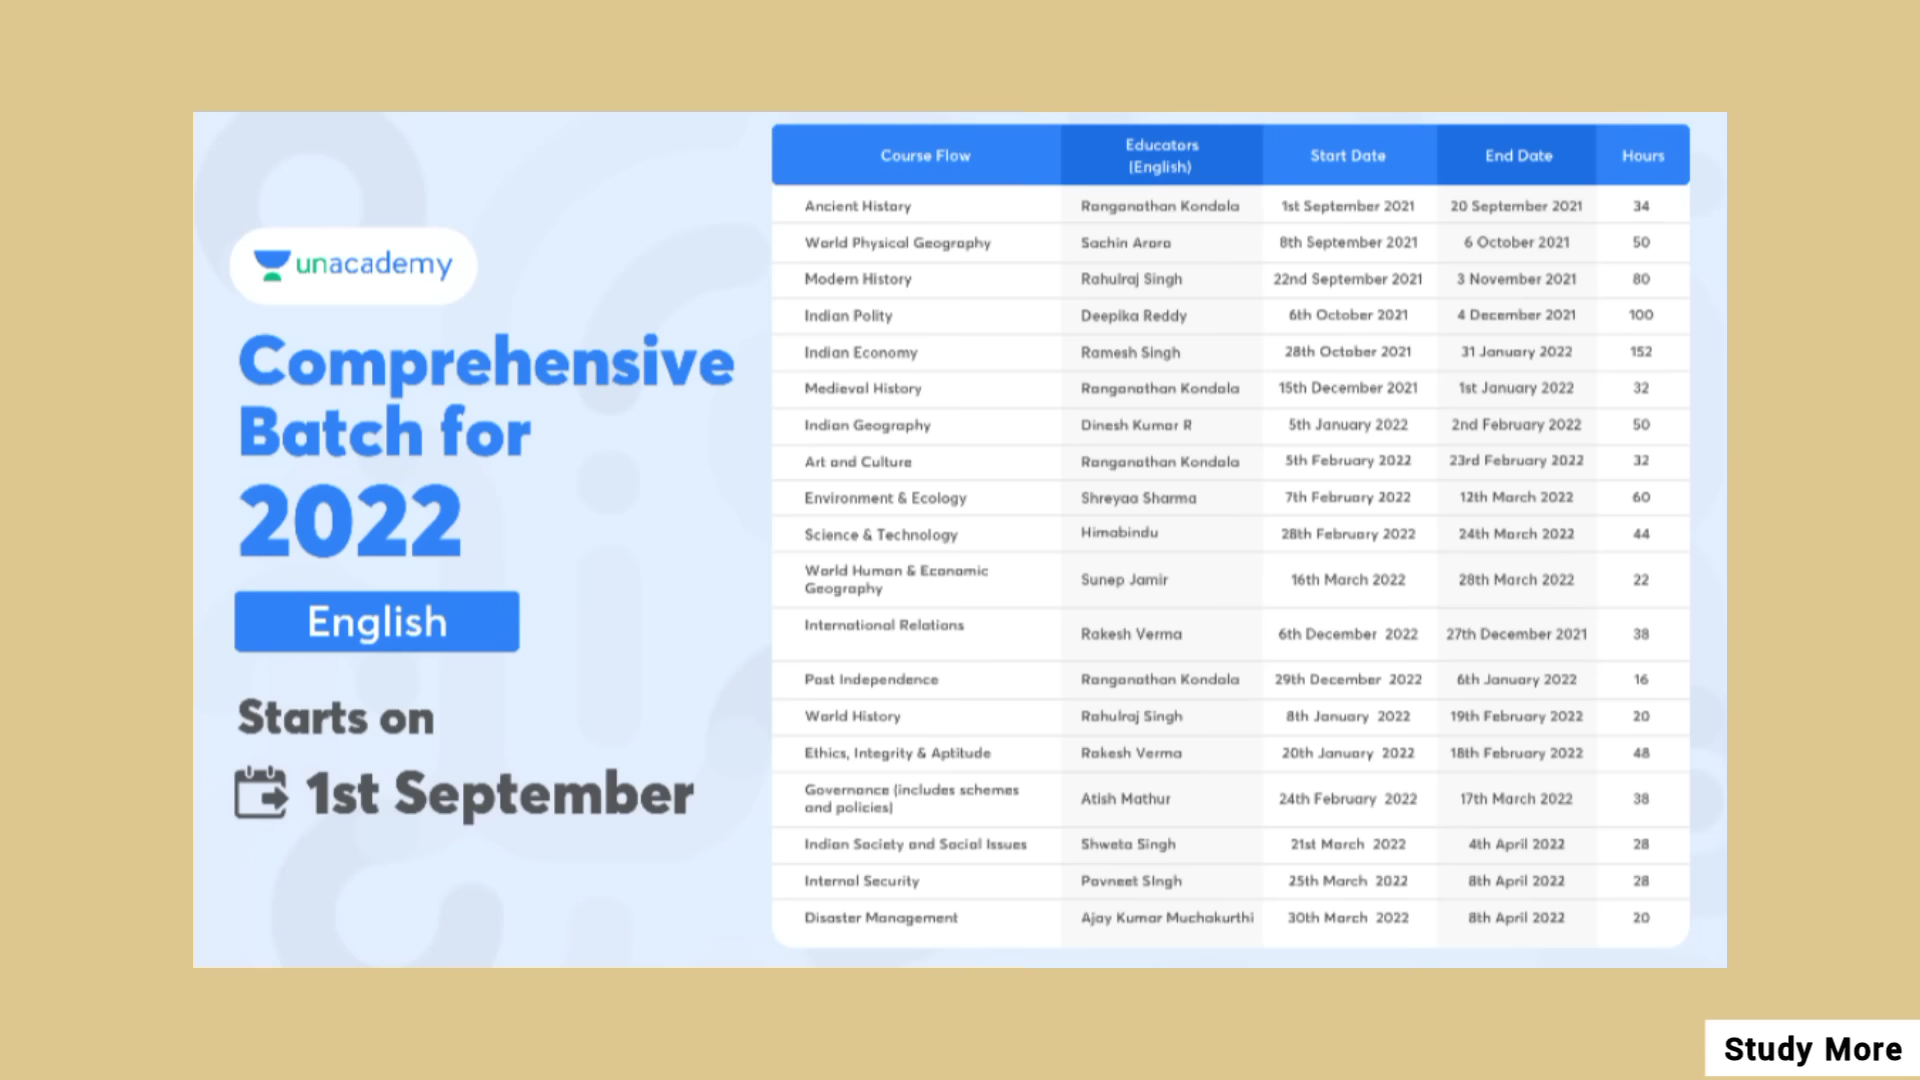 unacademy
Comprehensive
Batch for
2022
English
Starts on
1st September
Course Flow Educators (English) Start Date End Date Hours
Ancient History Ranganathan Kondala 1st September 2021 20 September 2021 34
World Physical Geography Sachin Arora 8th September 2021 6 October 2021 50
Modern History Rahulraj Singh 22nd September 2021 3 November 2021 80
Indian Polity Deepika Reddy 6th October 2021 4 December 2021 100
Indian Economy Ramesh Singh 28th October 2021 31 January 2022 152
Medieval History Ranganathan Kondala 15th December 2021 1st January 2022 32
Indian Geography Dinesh Kumar R 5th January 2022 2nd February 2022 50
Art and Culture Ranganathan Kondala 5th February 2022 23rd February 2022 32
Environment & Ecology Shreyaa Sharma 7th February 2022 12th March 2022 60
Science & Technology Himabindu 28th February 2022 24th March 2022 44
World Human & Economic Geography Sunep Jamir 16th March 2022 28th March 2022 22
International Relations Rakesh Verma 6th December 2022 27th December 2021 38
Post Independence Ranganathan Kondala 29th December 2022 6th January 2022 16
World History Rahulraj Singh 8th January 2022 19th February 2022 20
Ethics, Integrity & Aptitude Rakesh Verma 20th January 2022 18th February 2022 48
Governance (includes schemes and policies) Atish Mathur 24th February 2022 17th March 2022 38
Indian Society and Social Issues Shweta Singh 21st March 2022 4th April 2022 28
Internal Security Pavneet SIngh 25th March 2022 8th April 2022 28
Disaster Management Ajay Kumar Muchakurthi 30th March 2022 8th April 2022 20
Study More